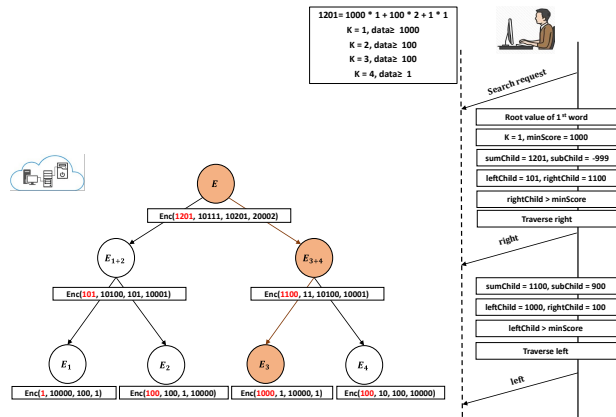 1201= 1000 * 1 + 100 * 2 + 1 * 1
K = 1, data≥ 1000
K = 2, data≥ 100
K = 3, data≥ 100
K = 4, data≥ 1
Search request
Root value of 1st word
K = 1, minScore = 1000
sumChild = 1201, subChild = -999
leftChild = 101, rightChild = 1100
rightChild > minScore
Traverse right
right
sumChild = 1100, subChild = 900
leftChild = 1000, rightChild = 100
leftChild > minScore
Traverse left
left
E
Enc(1201, 10111, 10201, 20002)
E1+2
E3+4
Enc(101, 10100, 101, 10001)
Enc(1100, 11, 10100, 10001)
E1
E2
E3
E4
Enc(1, 10000, 100, 1)
Enc(100, 100, 1, 10000)
Enc(1000, 1, 10000, 1)
Enc(100, 10, 100, 10000)